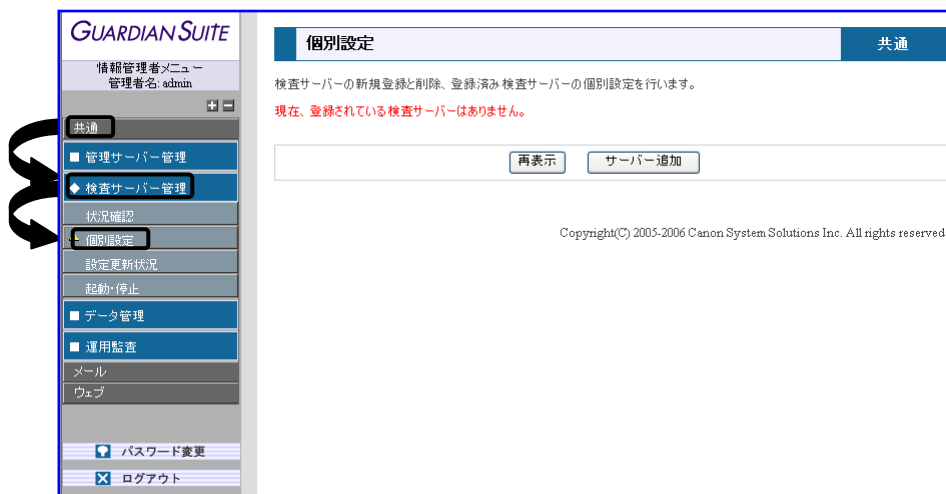 GUARDIAN SUITE
情報管理者メニュー
管理者名: admin
共通
■ 管理サーバー管理
◆ 検査サーバー管理
状況確認
個別設定
設定更新状況
起動・停止
■ データ管理
■ 運用監査
メール
ウェブ
パスワード変更
ログアウト
個別設定
共通
検査サーバーの新規登録と削除、登録済み検査サーバーの個別設定を行います。
現在、登録されている検査サーバーはありません。
再表示
サーバー追加
Copyright(C) 2005-2006 Canon System Solutions Inc. All rights reserved